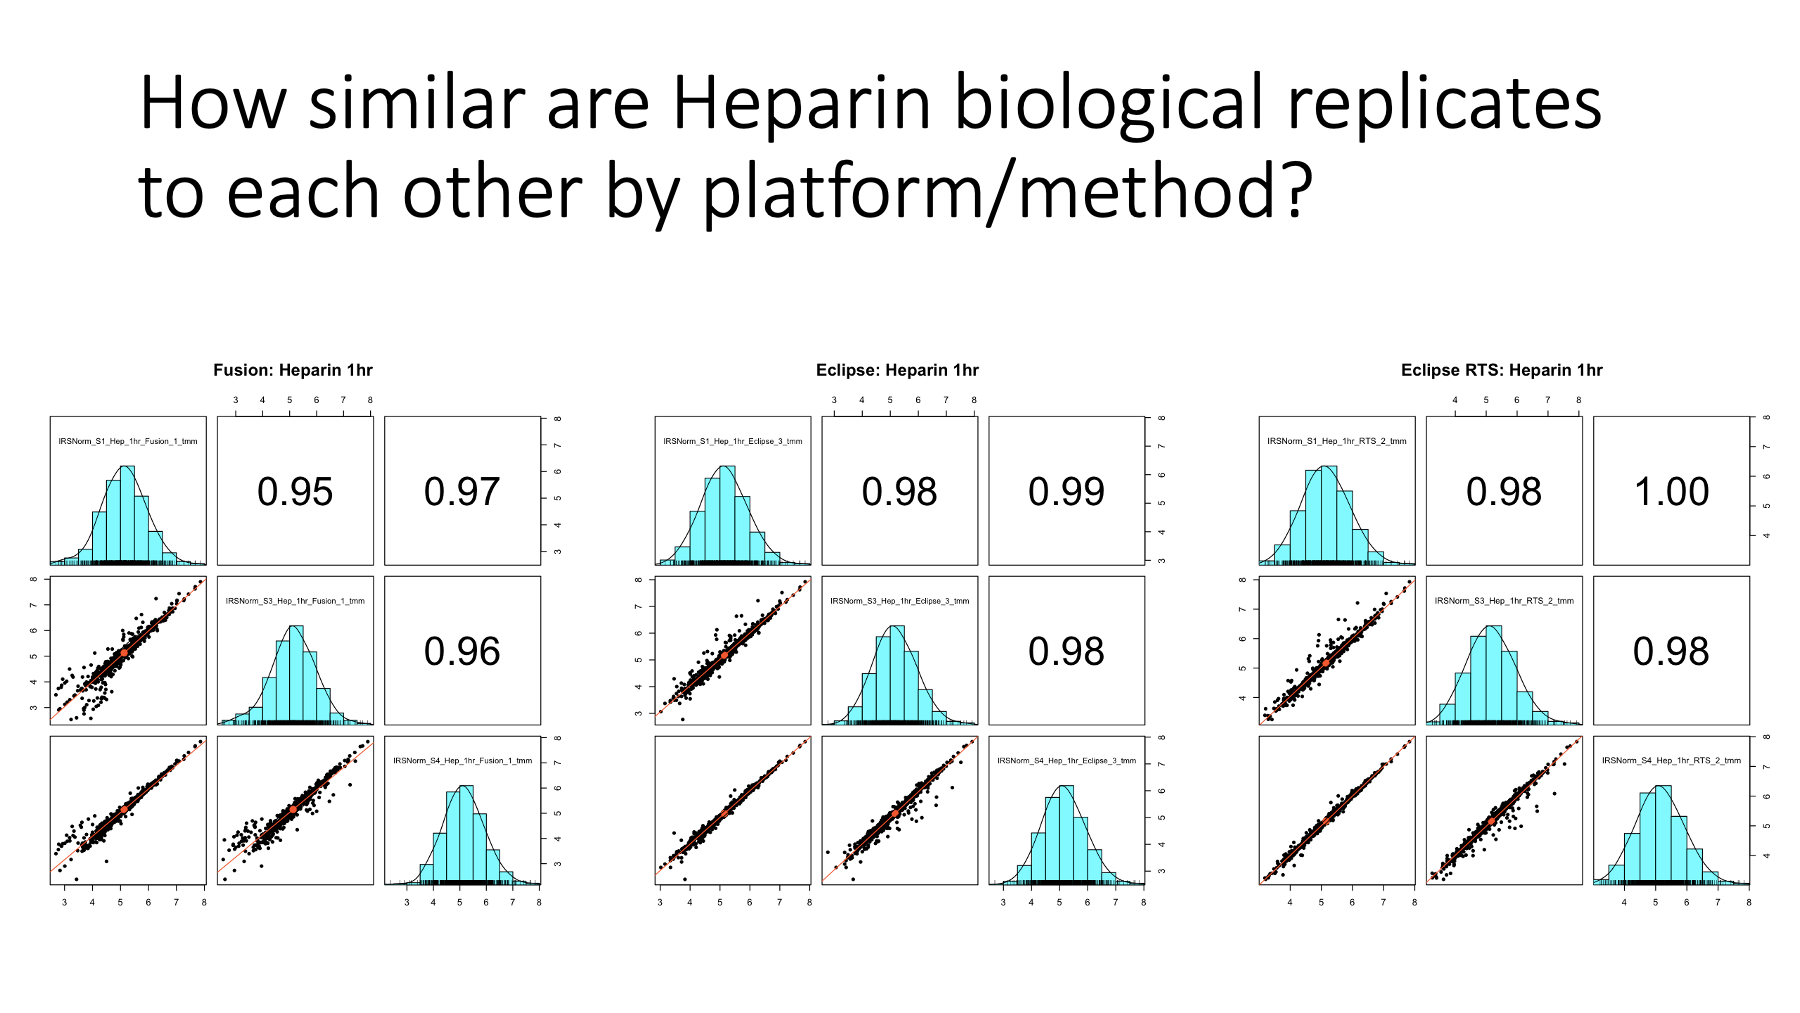 How similar are Heparin biological replicates
to each other by platform/method?
Fusion: Heparin 1hr
3 4 5 6 7 8
IRSNorm_S1_Hep_1hr_Fusion_1_tmm
0.95
0.97
3 4 5 6 7 8
3 4 5 6 7 8
IRSNorm_S3_Hep_1hr_Fusion_1_tmm
0.96
IRSNorm_S4_Hep_1hr_Fusion_1_tmm
3 4 5 6 7 8
3 4 5 6 7 8
3 4 5 6 7 8
Eclipse: Heparin 1hr
3 4 5 6 7 8
IRSNorm_S1_Hep_1hr_Eclipse_3_tmm
0.98
0.99
3 4 5 6 7 8
3 4 5 6 7 8
IRSNorm_S3_Hep_1hr_Eclipse_3_tmm
0.98
IRSNorm_S4_Hep_1hr_Eclipse_3_tmm
3 4 5 6 7 8
3 4 5 6 7 8
3 4 5 6 7 8
Eclipse RTS: Heparin 1hr
4 5 6 7 8
IRSNorm_S1_Hep_1hr_RTS_2_tmm
0.98
1.00
4 5 6 7 8
4 5 6 7 8
IRSNorm_S3_Hep_1hr_RTS_2_tmm
0.98
IRSNorm_S4_Hep_1hr_RTS_2_tmm
4 5 6 7 8
4 5 6 7 8
4 5 6 7 8